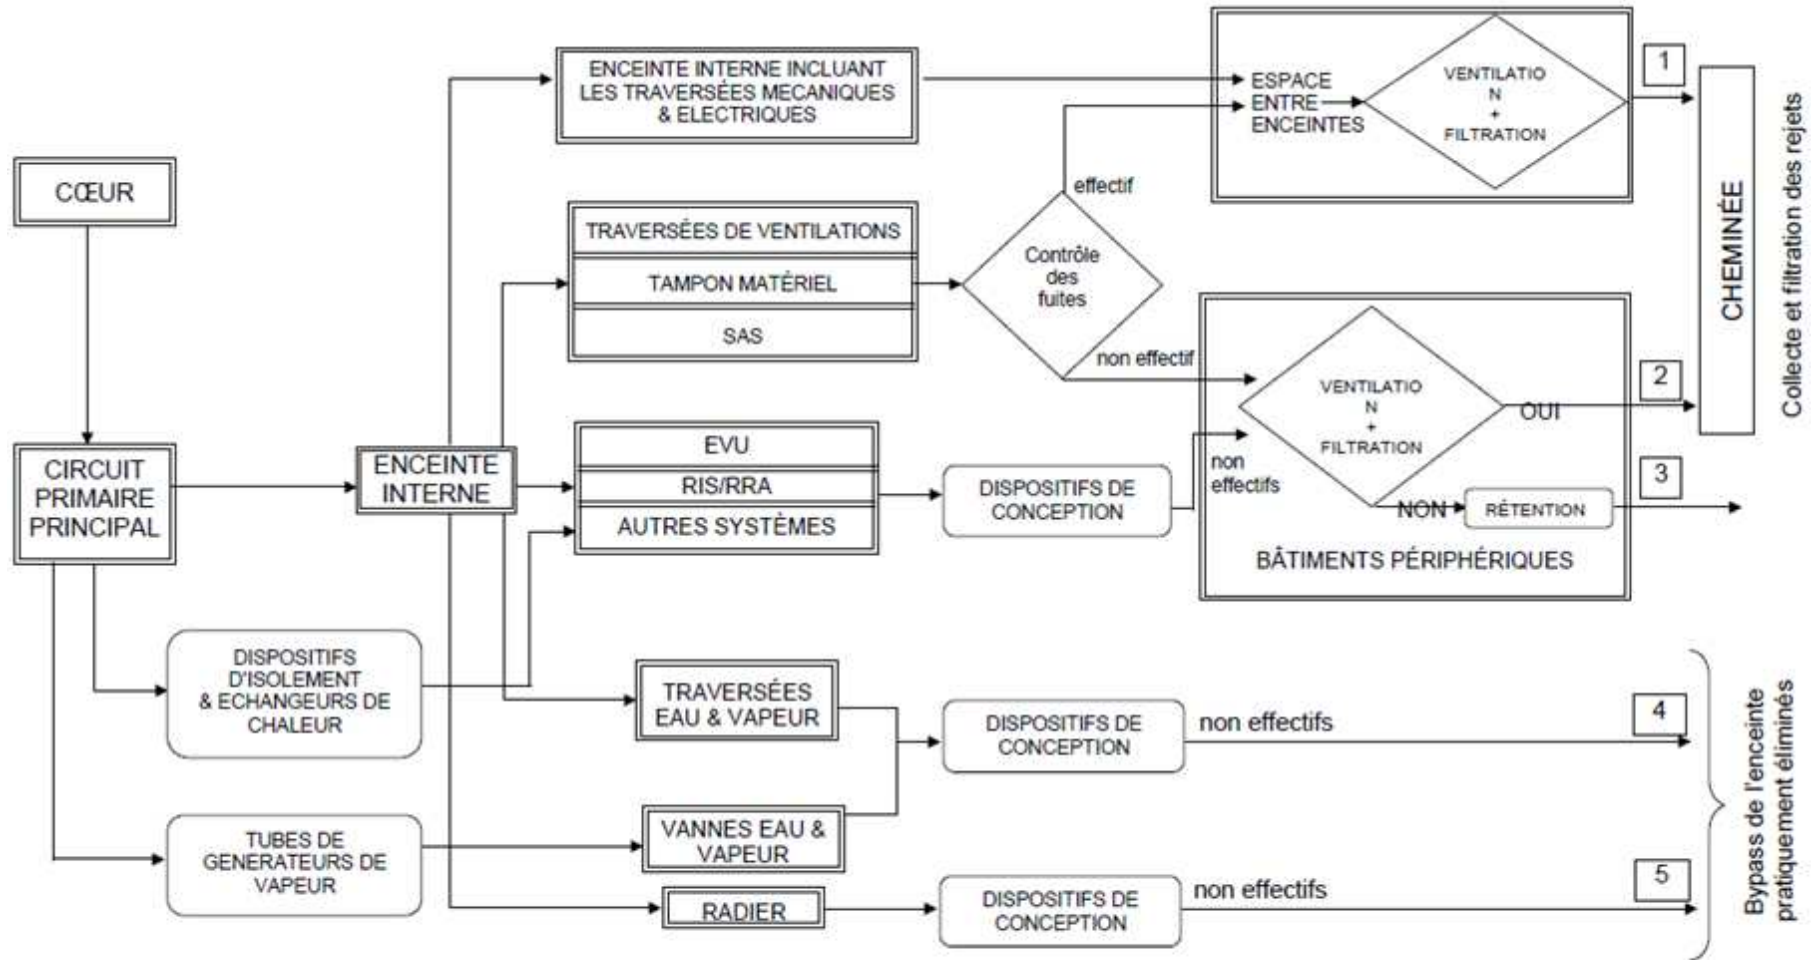 ENCEINTE INTERNE INCLUANT
LES TRAVERSÉES MECANIQUES
& ELECTRIQUES
ESPACE
ENTRE
ENCEINTES
VENTILATIO
N
+
FILTRATION
1
CŒUR
TRAVERSÉES DE VENTILATIONS
TAMPON MATÉRIEL
SAS
effectif
Contrôle
des
fuites
non effectif
CHEMINÉE
Collecte et filtration des rejets
CIRCUIT
PRIMAIRE
PRINCIPAL
ENCEINTE
INTERNE
EVU
RIS/RRA
AUTRES SYSTÈMES
DISPOSITIFS DE
CONCEPTION
non
effectifs
VENTILATIO
N
+
FILTRATION
OUI
2
NON
RÉTENTION
3
BÂTIMENTS PÉRIPHÉRIQUES
DISPOSITIFS
D'ISOLEMENT
& ECHANGEURS DE
CHALEUR
TRAVERSÉES
EAU & VAPEUR
DISPOSITIFS DE
CONCEPTION
non effectifs
4
TUBES DE
GENERATEURS DE
VAPEUR
VANNES EAU &
VAPEUR
RADIER
DISPOSITIFS DE
CONCEPTION
non effectifs
5
Bypass de l'enceinte
pratiquement éliminés